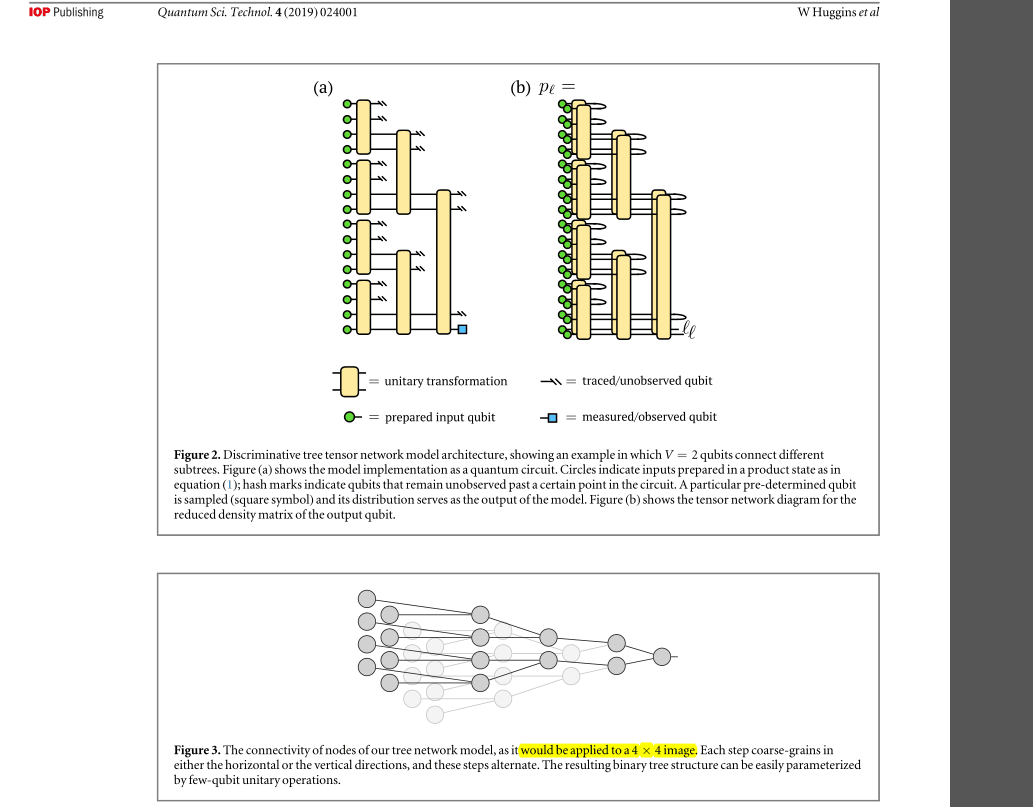 IOP Publishing Quantum Sci. Technol. 4 (2019) 024001 W Huggins et al
(a) (b) pℓ =
ℓℓ
= unitary transformation = traced/unobserved qubit
= prepared input qubit = measured/observed qubit
Figure 2. Discriminative tree tensor network model architecture, showing an example in which V = 2 qubits connect different
subtrees. Figure (a) shows the model implementation as a quantum circuit. Circles indicate inputs prepared in a product state as in
equation (1); hash marks indicate qubits that remain unobserved past a certain point in the circuit. A particular pre-determined qubit
is sampled (square symbol) and its distribution serves as the output of the model. Figure (b) shows the tensor network diagram for the
reduced density matrix of the output qubit.
Figure 3. The connectivity of nodes of our tree network model, as it would be applied to a 4 × 4 image. Each step coarse-grains in
either the horizontal or the vertical directions, and these steps alternate. The resulting binary tree structure can be easily parameterized
by few-qubit unitary operations.